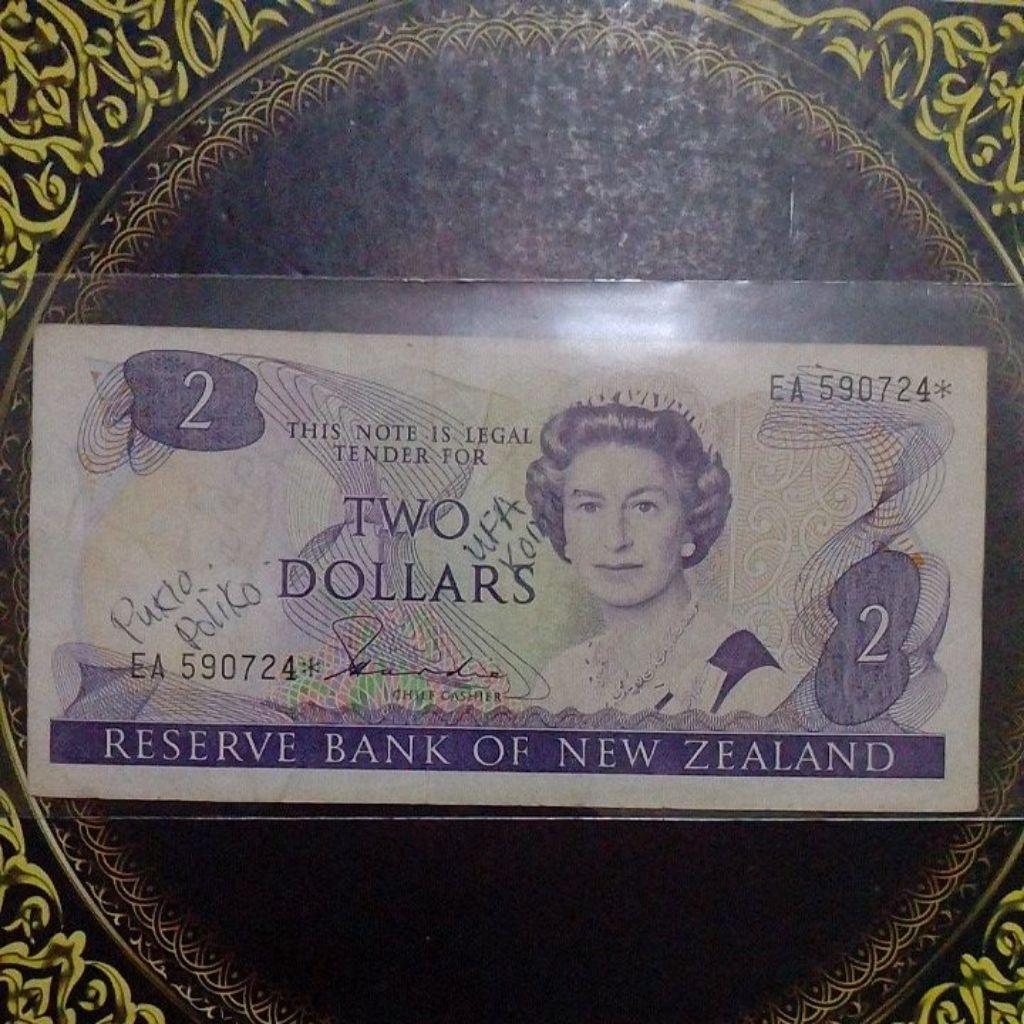 2
EA 590724*
THIS NOTE IS LEGAL
TENDER FOR
TWO
DOLLARS
UFA
Poliko
EA 590724*
CHIEF CASHIER
2
RESERVE BANK OF NEW ZEALAND